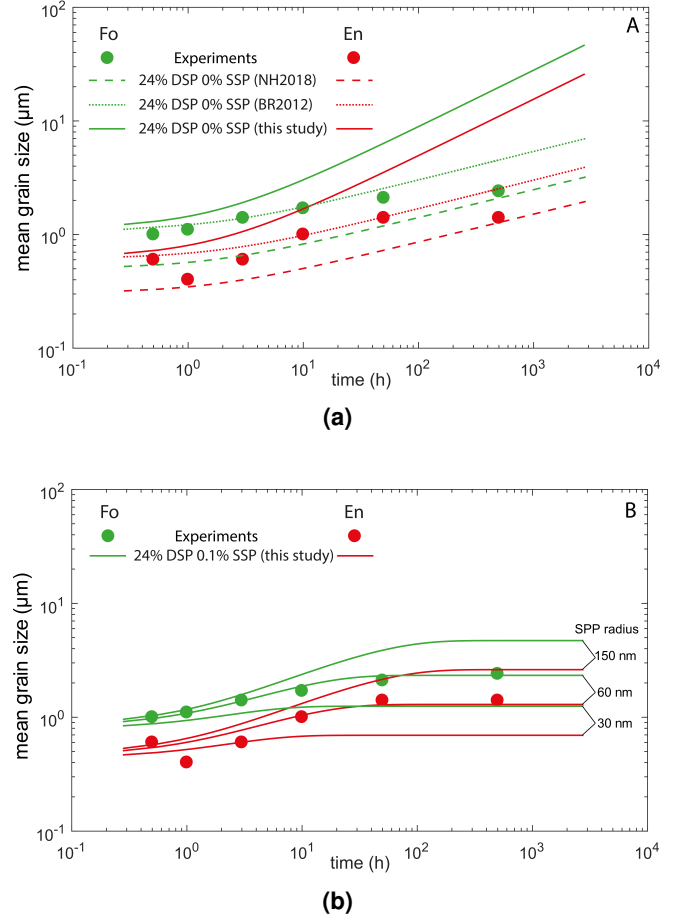 A
Fo En
Experiments
24% DSP 0% SSP (NH2018)
24% DSP 0% SSP (BR2012)
24% DSP 0% SSP (this study)
mean grain size (μm)
10² 
10¹
10⁰
10⁻¹
10⁻¹ 10⁰ 10¹ 10² 10³ 10⁴
time (h)
(a)
B
Fo En
Experiments
24% DSP 0.1% SSP (this study)
SPP radius
150 nm
60 nm
30 nm
mean grain size (μm)
10²
10¹
10⁰
10⁻¹
10⁻¹ 10⁰ 10¹ 10² 10³ 10⁴
time (h)
(b)